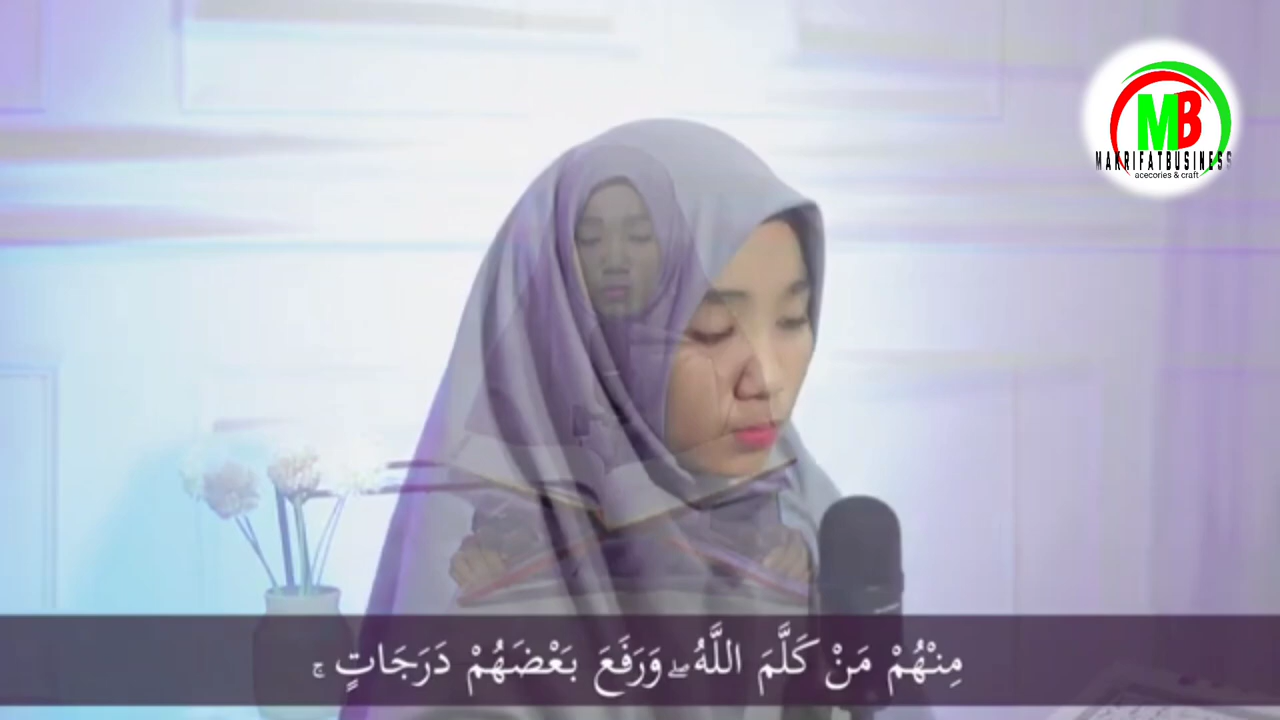 MB
MAKRIFATBUSINESS
acecories & craft
مِنْهُمْ مَنْ كَلَّمَ اللَّهُ ۖ وَرَفَعَ بَعْضَهُمْ دَرَجَاتٍ ۚ